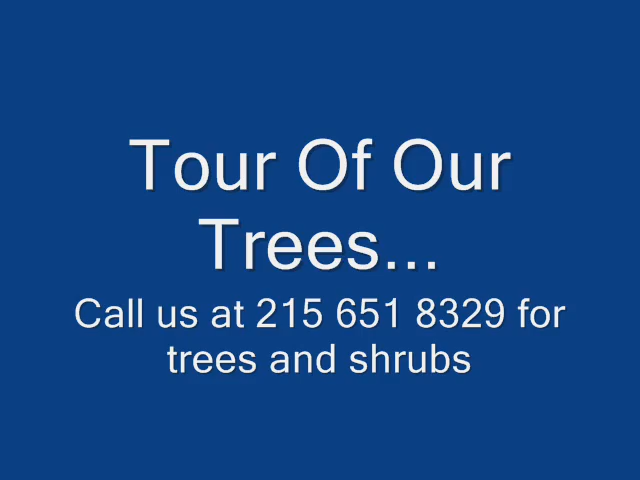 Tour Of Our
Trees...
Call us at 215 651 8329 for
trees and shrubs